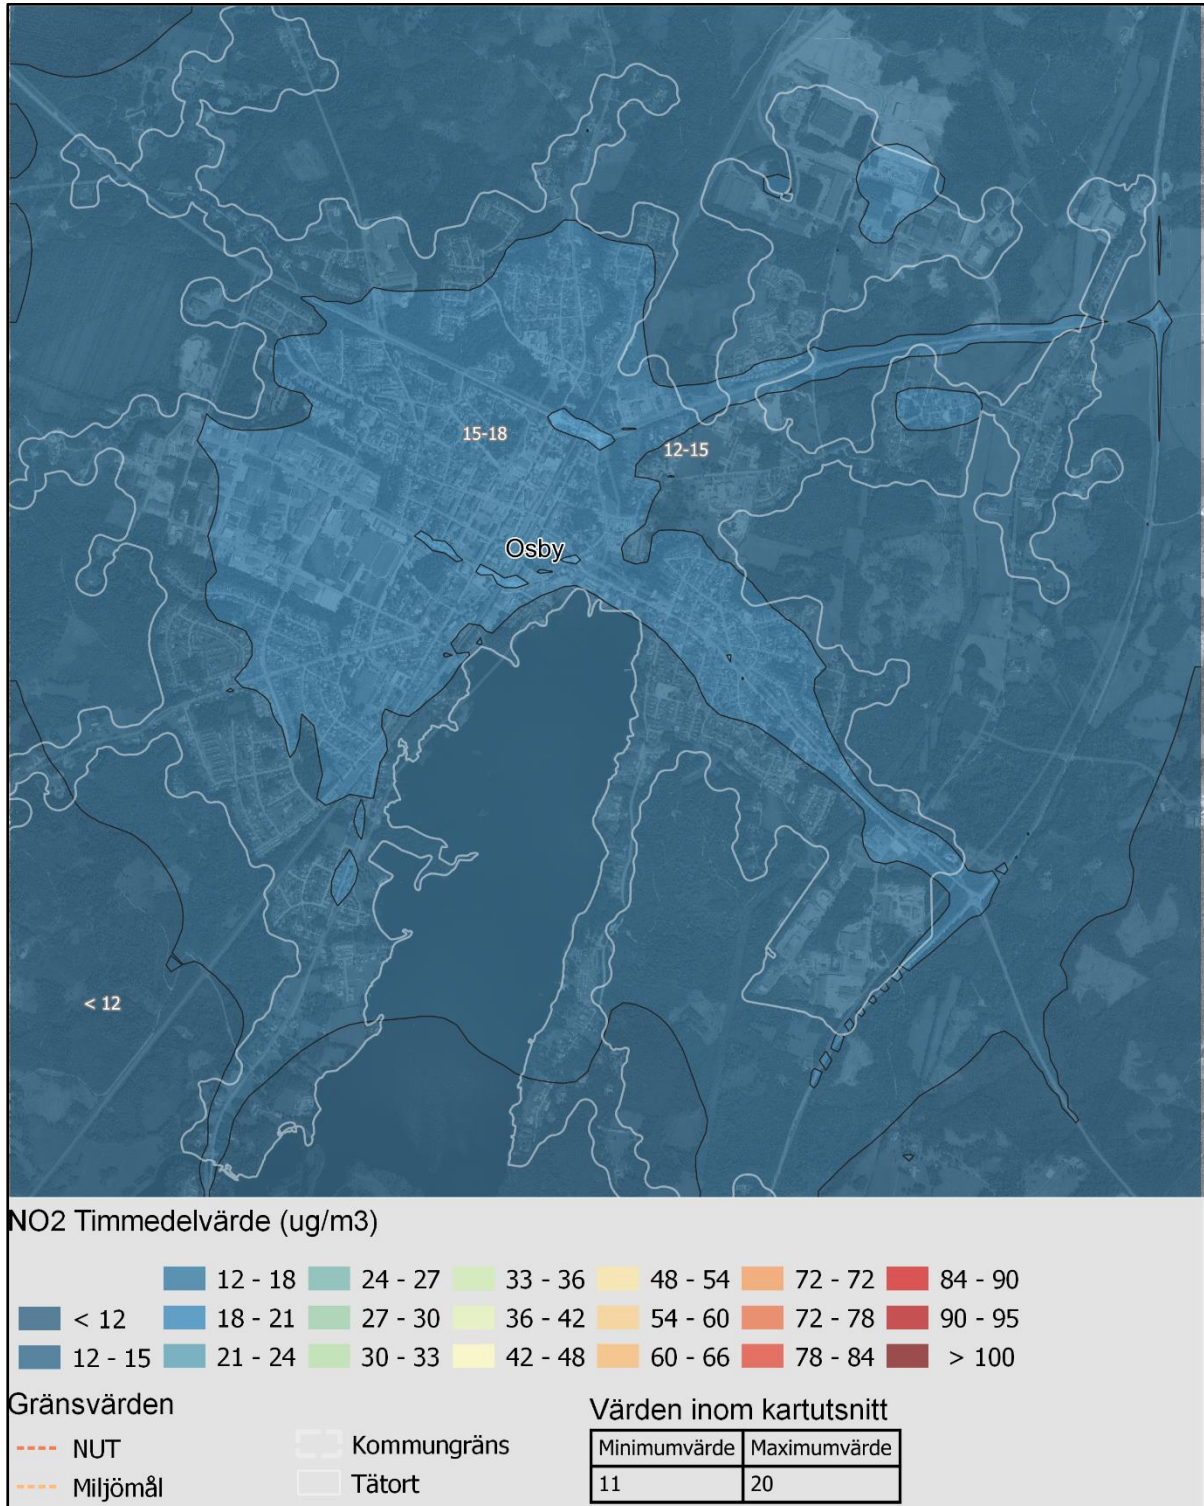 15-18
12-15
Osby
< 12
NO2 Timmedelvärde (ug/m3)
12 - 18 24 - 27 33 - 36 48 - 54 72 - 72 84 - 90
< 12 18 - 21 27 - 30 36 - 42 54 - 60 72 - 78 90 - 95
12 - 15 21 - 24 30 - 33 42 - 48 60 - 66 78 - 84 > 100
Gränsvärden
NUT
Miljömål
Kommungräns
Tätort
Värden inom kartutsnitt
Minimumvärde Maximumvärde
11 20